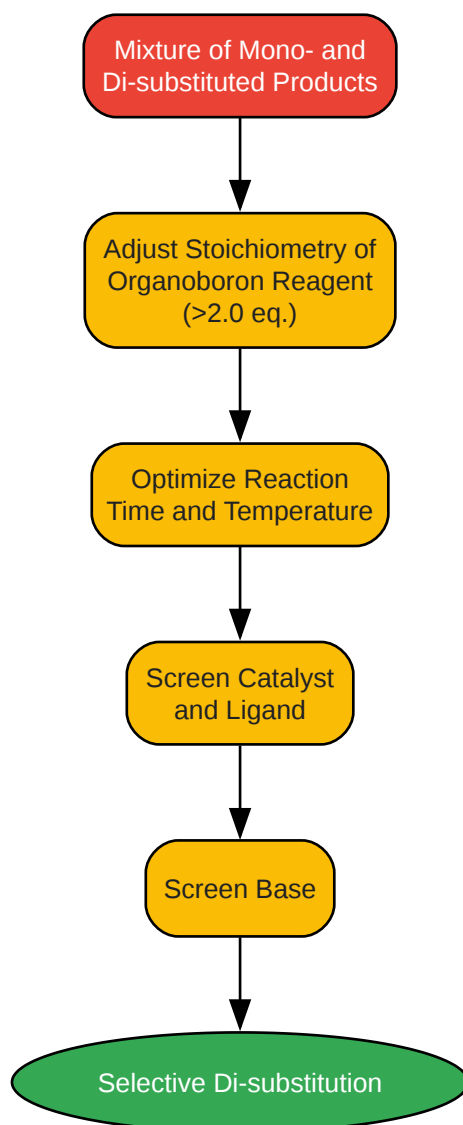 Mixture of Mono- and
Di-substituted Products
Adjust Stoichiometry of
Organoboron Reagent
(>2.0 eq.)
Optimize Reaction
Time and Temperature
Screen Catalyst
and Ligand
Screen Base
Selective Di-substitution